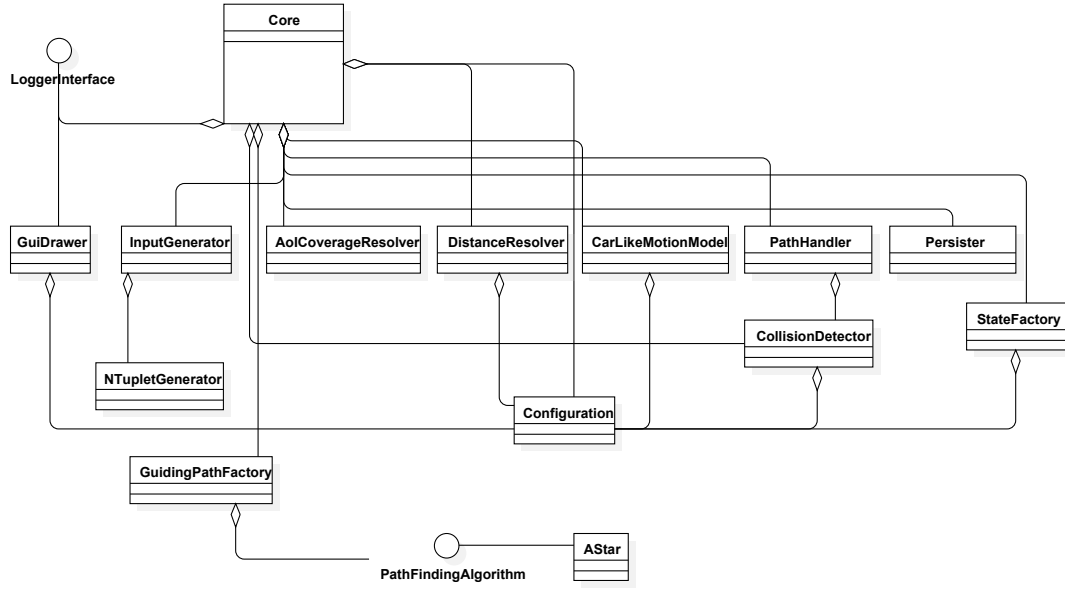 Core
LoggerInterface
GuiDrawer
InputGenerator
AoICoverageResolver
DistanceResolver
CarLikeMotionModel
PathHandler
Persister
StateFactory
CollisionDetector
NTupletGenerator
Configuration
GuidingPathFactory
AStar
PathFindingAlgorithm